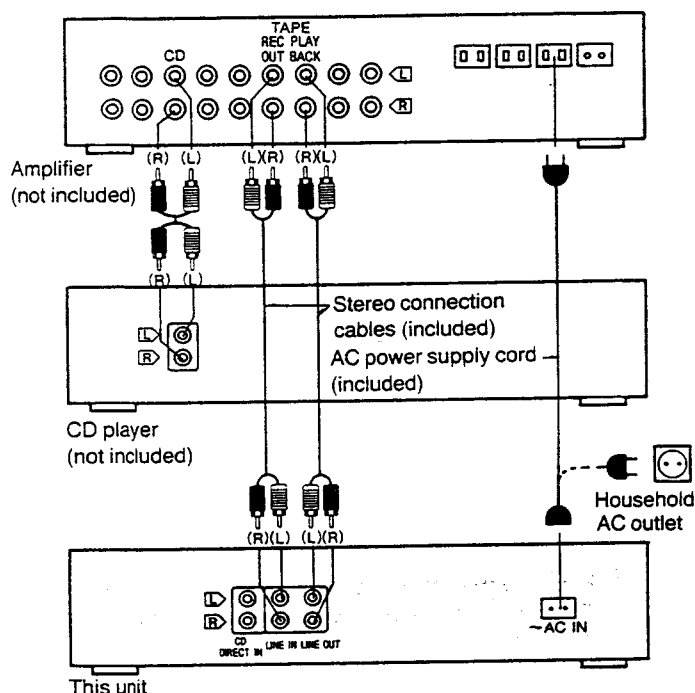 TAPE
REC PLAY
CD OUT BACK
L
R
(R) (L) (L)(R) (R)(L)
Amplifier
(not included)
(R) (L)
Stereo connection
cables (included)
L
R
AC power supply cord
(included)
CD player
(not included)
Household
AC outlet
(R)(L) (L)(R)
L
R
CD
DIRECT IN LINE IN LINE OUT
~AC IN
This unit